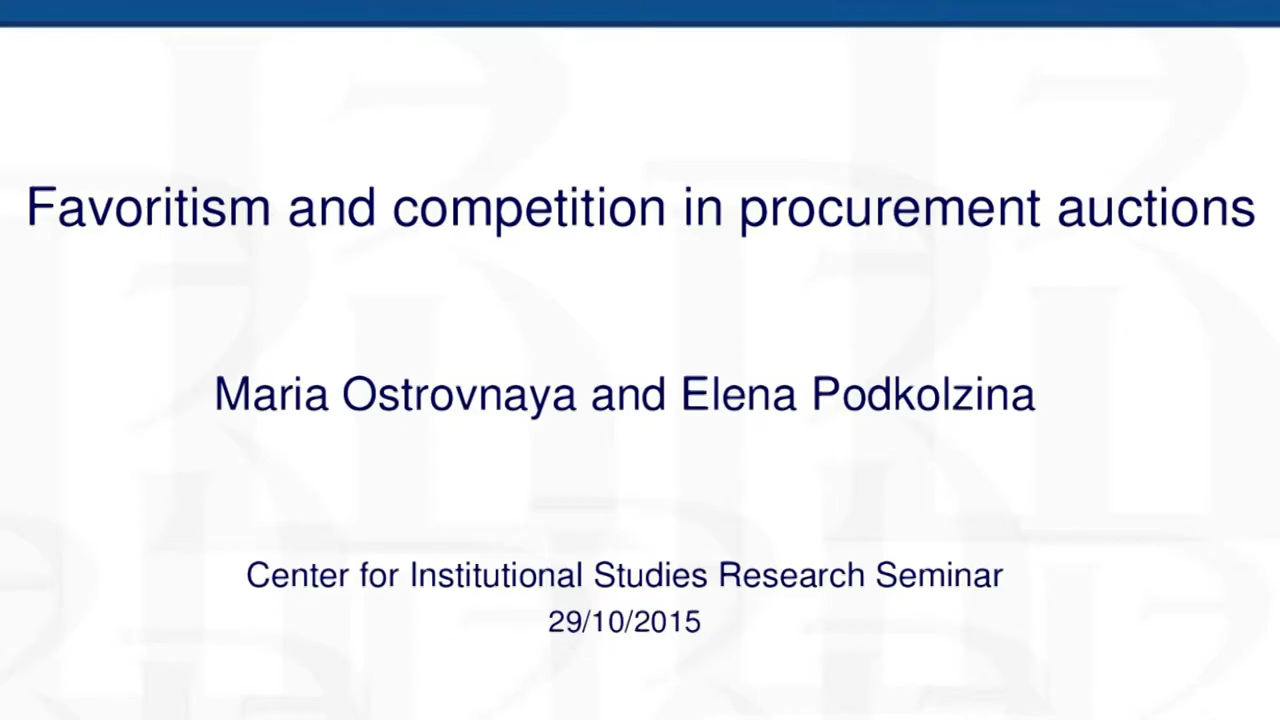 Favoritism and competition in procurement auctions
Maria Ostrovnaya and Elena Podkolzina
Center for Institutional Studies Research Seminar
29/10/2015